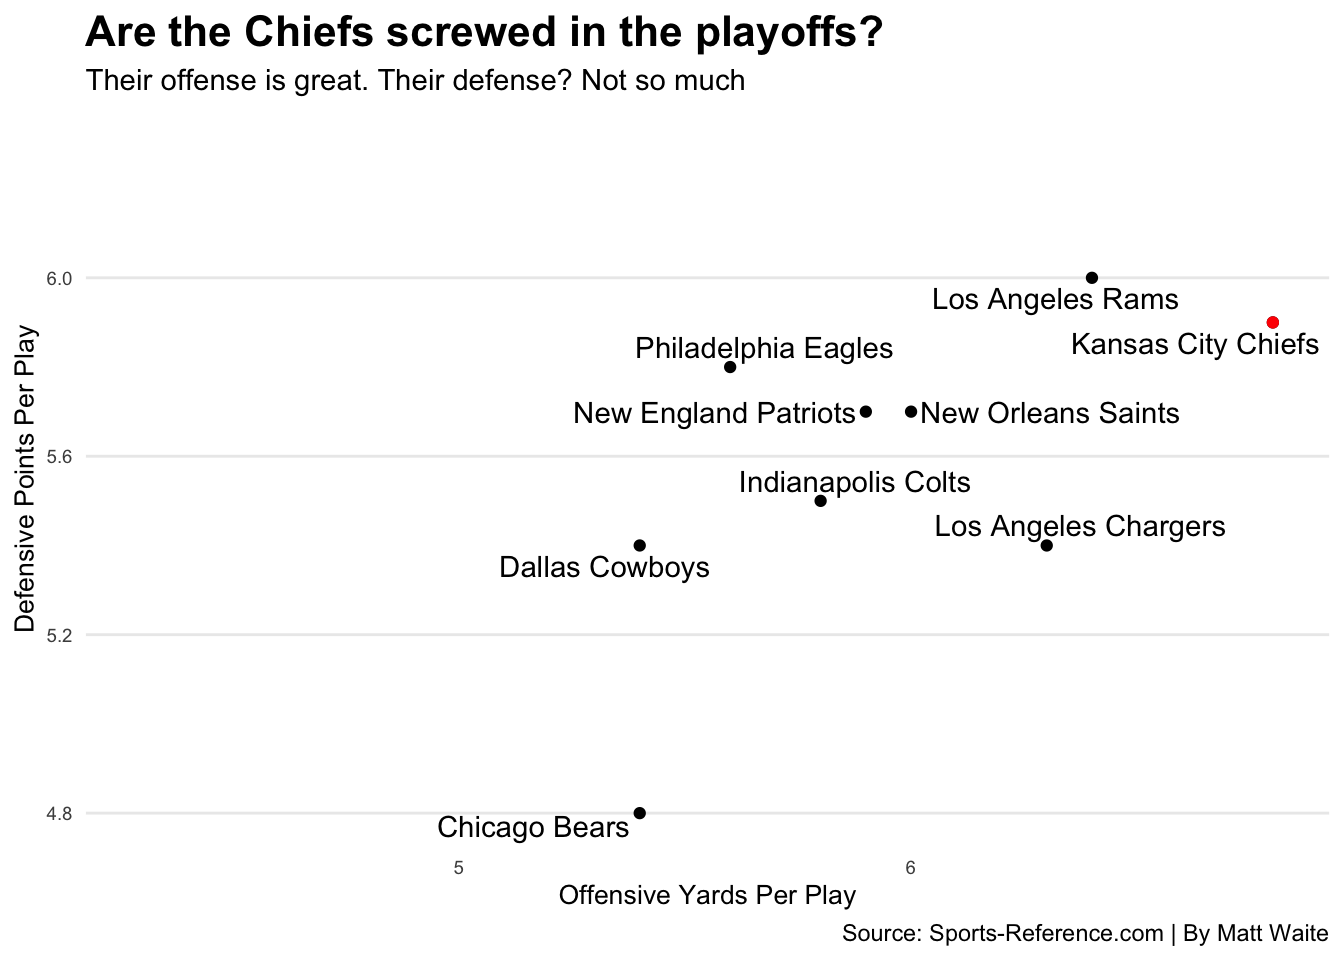 Are the Chiefs screwed in the playoffs?
Their offense is great. Their defense? Not so much
6.0
Los Angeles Rams
Kansas City Chiefs
Philadelphia Eagles
New England Patriots
New Orleans Saints
5.6
Indianapolis Colts
Los Angeles Chargers
Dallas Cowboys
5.2
4.8
Chicago Bears
Defensive Points Per Play
5
6
Offensive Yards Per Play
Source: Sports-Reference.com | By Matt Waite